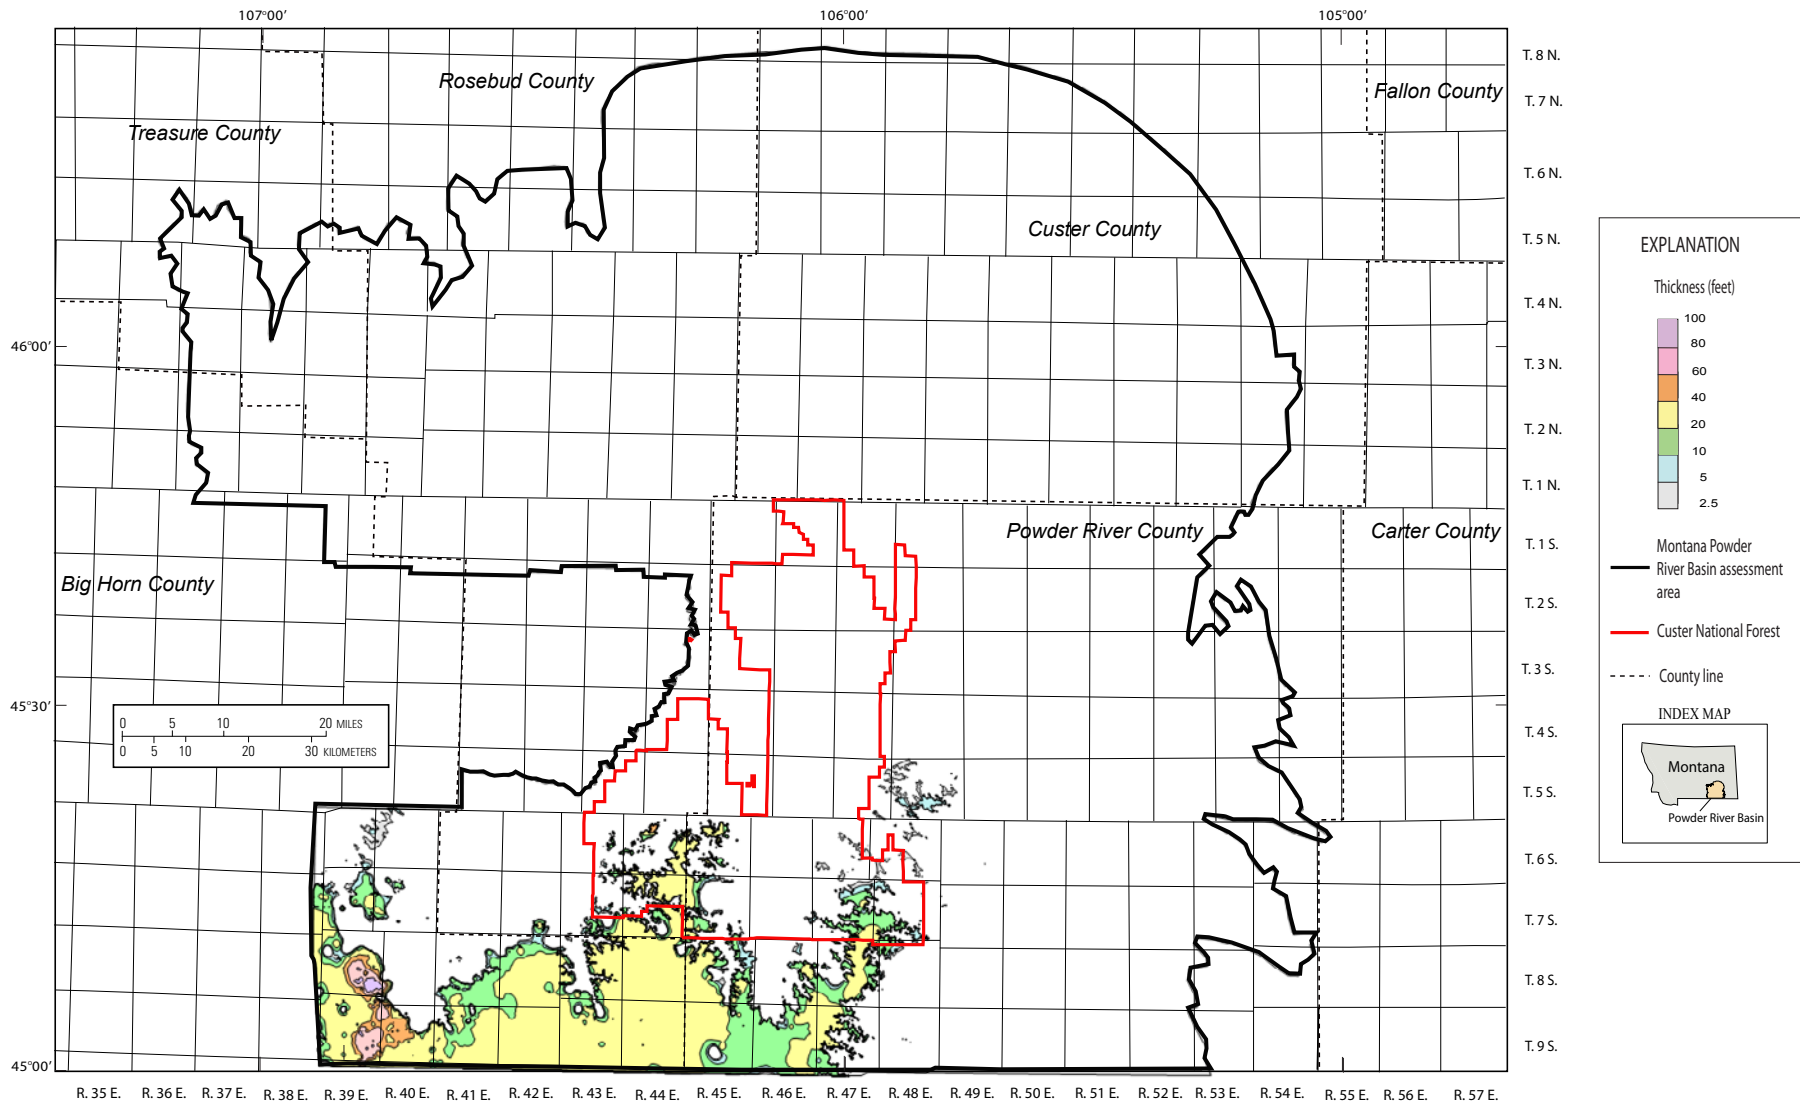 107°00' 106°00' 105°00'
T. 8 N.
Rosebud County
Fallon County
T. 7 N.
Treasure County
T. 6 N.
Custer County
T. 5 N.
T. 4 N.
46°00'
T. 3 N.
T. 2 N.
T. 1 N.
Powder River County
Carter County
T. 1 S.
Big Horn County
T. 2 S.
T. 3 S.
45°30'
0 5 10 20 MILES
0 5 10 20 30 KILOMETERS
T. 4 S.
T. 5 S.
T. 6 S.
T. 7 S.
T. 8 S.
T. 9 S.
45°00'
R. 35 E. R. 36 E. R. 37 E. R. 38 E. R. 39 E. R. 40 E. R. 41 E. R. 42 E. R. 43 E. R. 44 E. R. 45 E. R. 46 E. R. 47 E. R. 48 E. R. 49 E. R. 50 E. R. 51 E. R. 52 E. R. 53 E. R. 54 E. R. 55 E. R. 56 E. R. 57 E.
EXPLANATION
Thickness (feet)
100
80
60
40
20
10
5
2.5
Montana Powder
River Basin assessment
area
Custer National Forest
County line
INDEX MAP
Montana
Powder River Basin